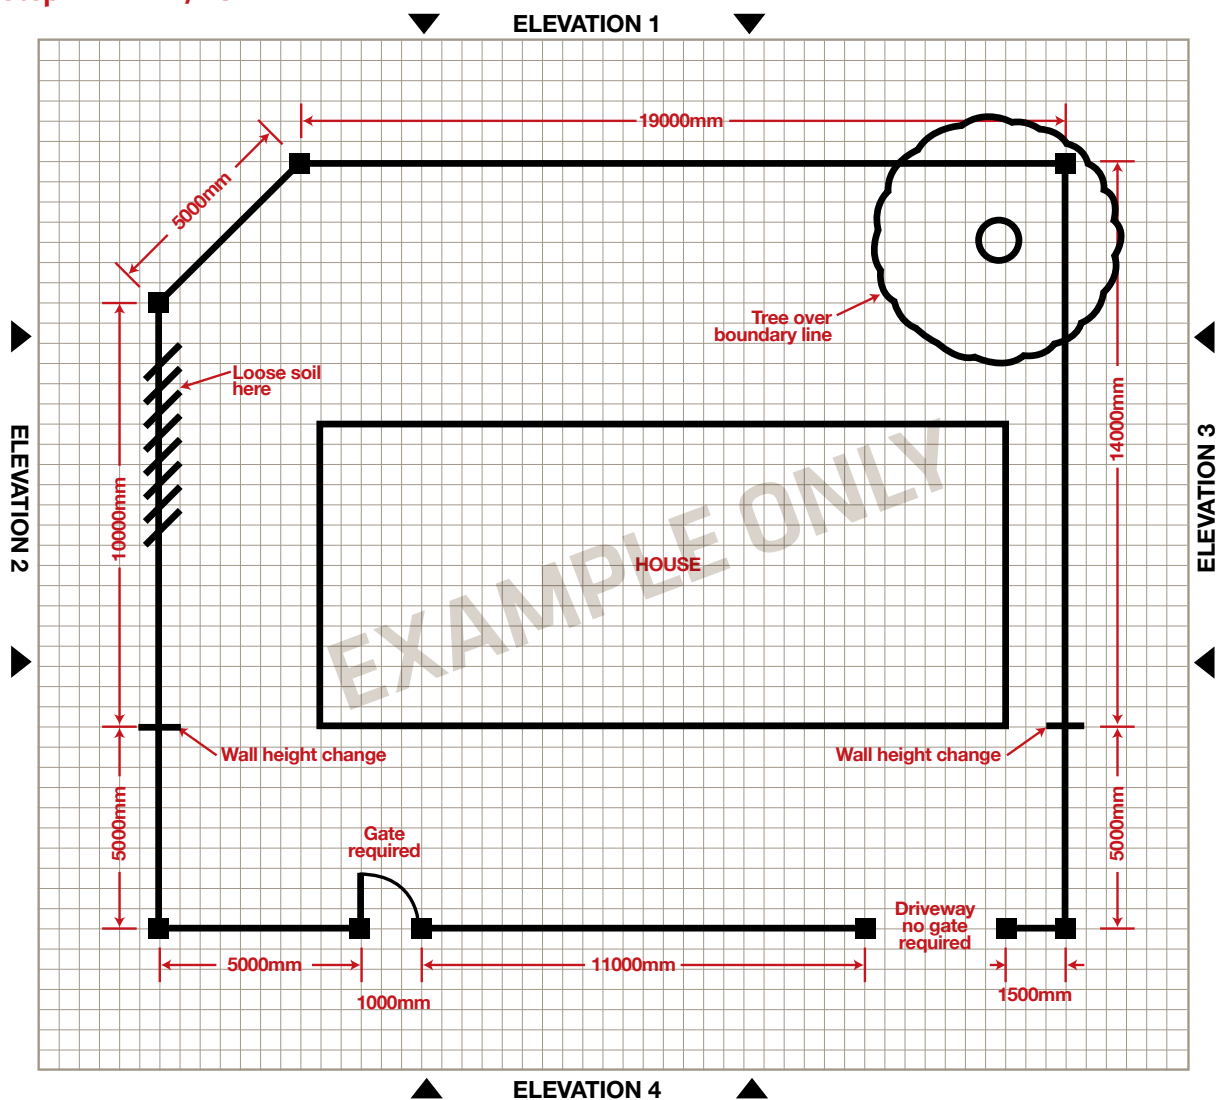 ELEVATION 1
19000mm
5000mm
Tree over
boundary line
Loose soil
here
ELEVATION 2
10000mm
14000mm
ELEVATION 3
EXAMPLE ONLY
HOUSE
Wall height change
Wall height change
5000mm
5000mm
Gate
required
Driveway
no gate
required
5000mm
11000mm
1000mm
1500mm
ELEVATION 4